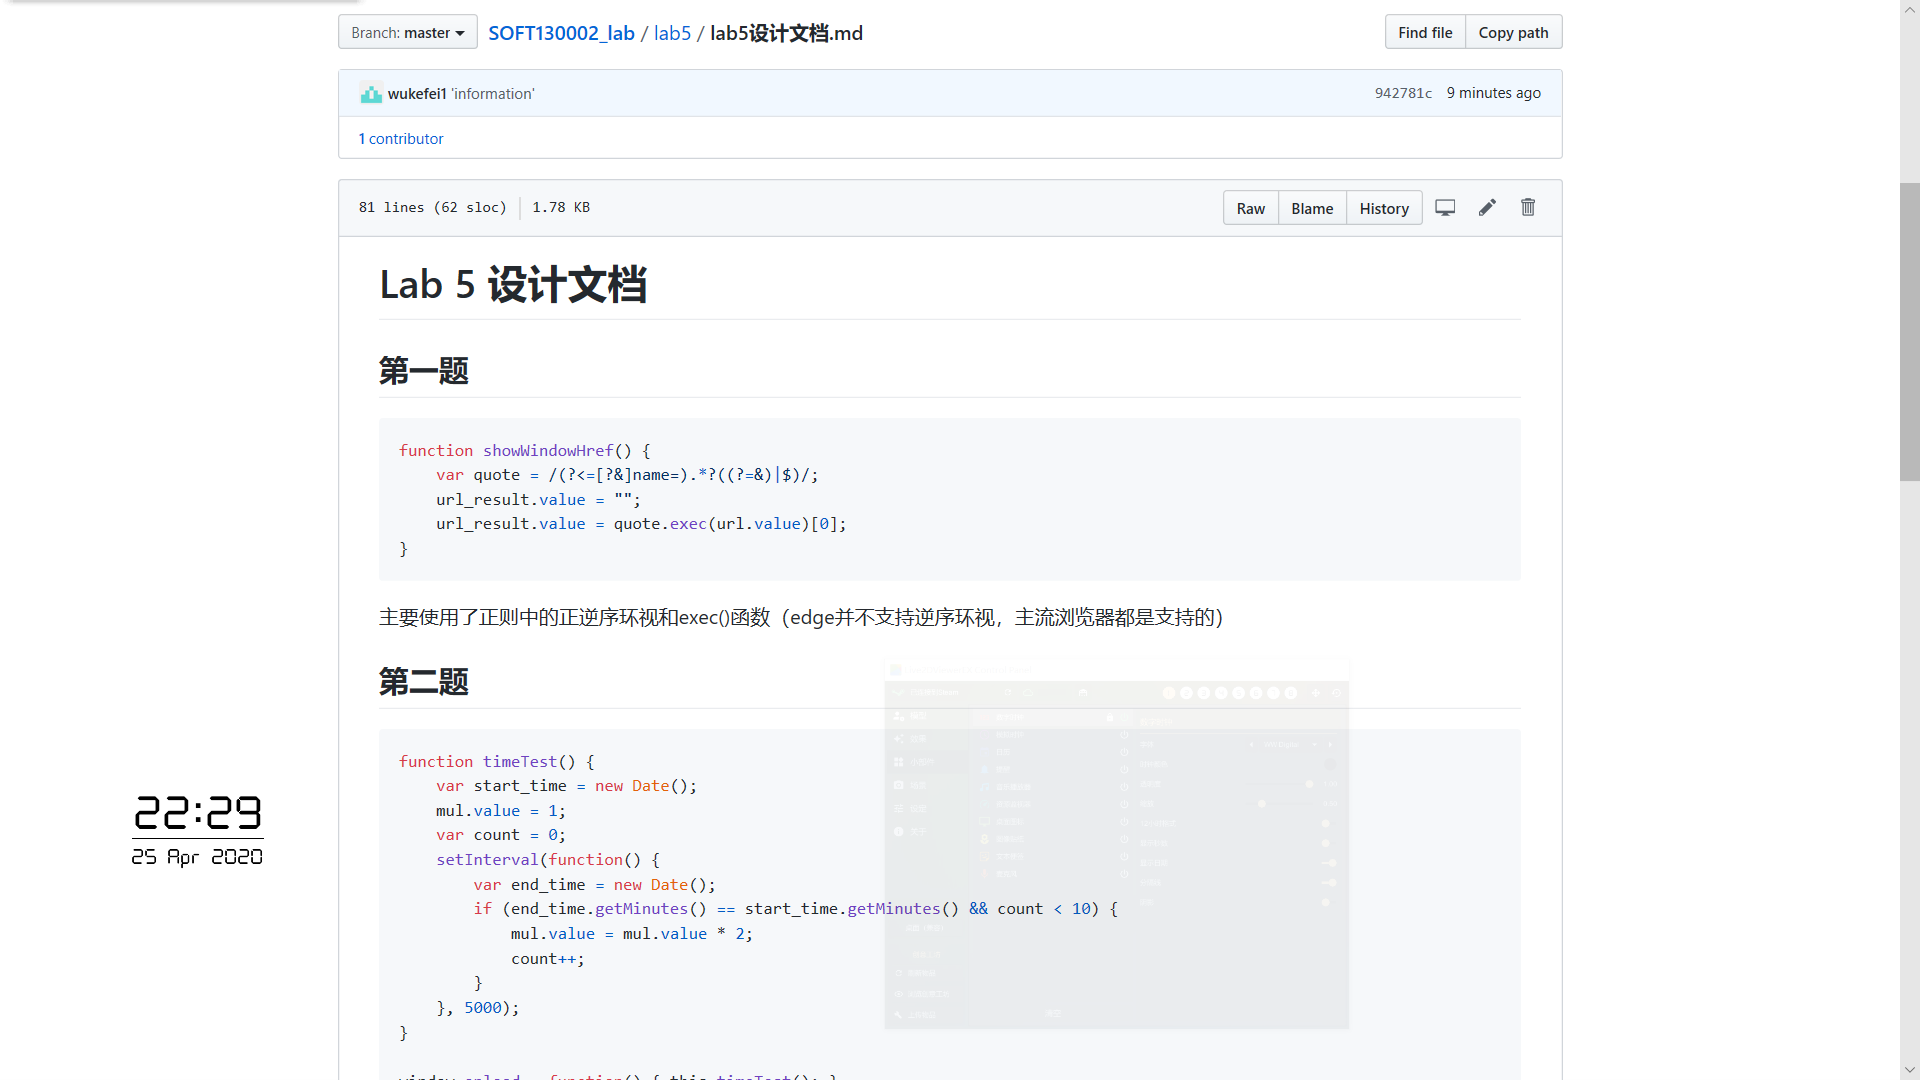 Branch: master
SOFT130002_lab / lab5 / lab5设计文档.md
Find file
Copy path
wukefei1 'information'
942781c 9 minutes ago
1 contributor
81 lines (62 sloc) 1.78 KB
Raw
Blame
History
Lab 5 设计文档
第一题
function showWindowHref() {
    var quote = /(?<=[?&]name=).*?((?=&)|$)/;
    url_result.value = "";
    url_result.value = quote.exec(url.value)[0];
}
主要使用了正则中的正逆序环视和exec()函数（edge并不支持逆序环视，主流浏览器都是支持的）
第二题
function timeTest() {
    var start_time = new Date();
    mul.value = 1;
    var count = 0;
    setInterval(function() {
        var end_time = new Date();
        if (end_time.getMinutes() == start_time.getMinutes() && count < 10) {
            mul.value = mul.value * 2;
            count++;
        }
    }, 5000);
}
window.onload = function() { this.timeTest(); }
22:29
25 Apr 2020